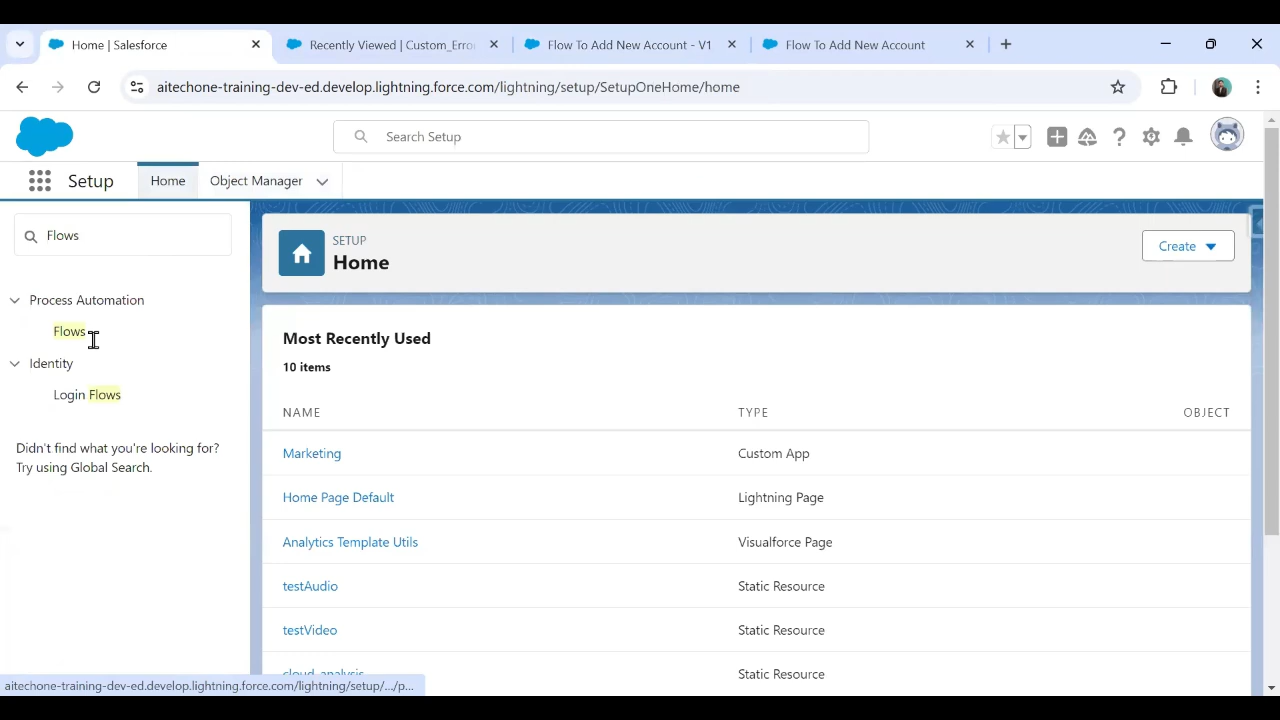 Home | Salesforce
Recently Viewed | Custom_Erro
Flow To Add New Account - V1
Flow To Add New Account
aitechone-training-dev-ed.develop.lightning.force.com/lightning/setup/SetupOneHome/home
Search Setup
Setup
Home
Object Manager
Flows
Process Automation
Flows
Identity
Login Flows
Didn't find what you're looking for?
Try using Global Search.
SETUP
Home
Create
Most Recently Used
10 items
NAME TYPE OBJECT
Marketing Custom App
Home Page Default Lightning Page
Analytics Template Utils Visualforce Page
testAudio Static Resource
testVideo Static Resource
cloud_analysis Static Resource
aitechone-training-dev-ed.develop.lightning.force.com/lightning/setup/.../p...